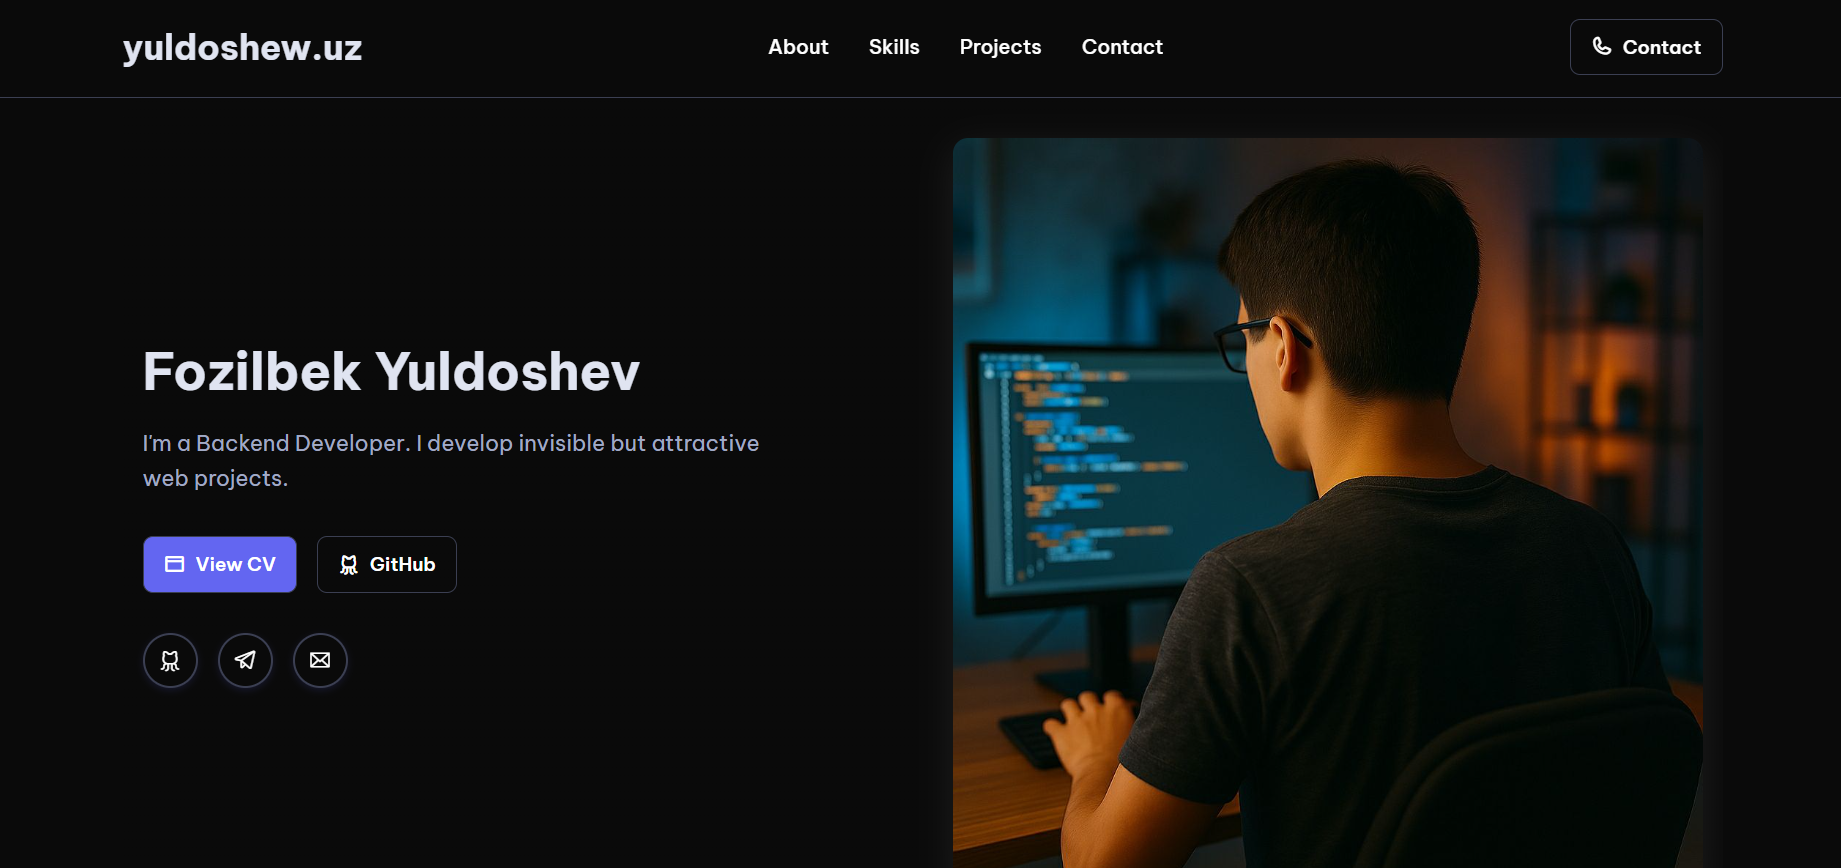 yuldoshew.uz
About Skills Projects Contact
Contact
Fozilbek Yuldoshev
I'm a Backend Developer. I develop invisible but attractive
web projects.
View CV
GitHub